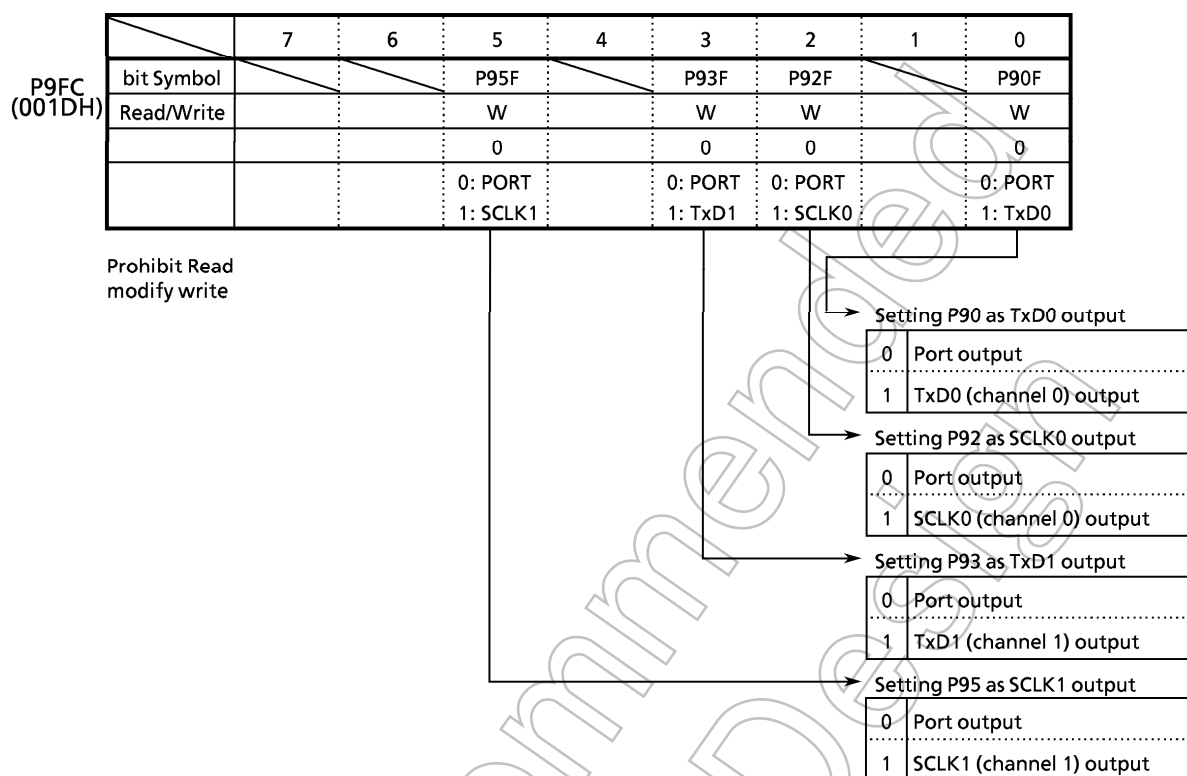 7 6 5 4 3 2 1 0
P9FC
(001DH)
bit Symbol P95F P93F P92F P90F
Read/Write W W W W
0 0 0 0
0: PORT 0: PORT 0: PORT 0: PORT
1: SCLK1 1: TxD1 1: SCLK0 1: TxD0
Prohibit Read
modify write
Setting P90 as TxD0 output
0 Port output
1 TxD0 (channel 0) output
Setting P92 as SCLK0 output
0 Port output
1 SCLK0 (channel 0) output
Setting P93 as TxD1 output
0 Port output
1 TxD1 (channel 1) output
Setting P95 as SCLK1 output
0 Port output
1 SCLK1 (channel 1) output
ommended
Design